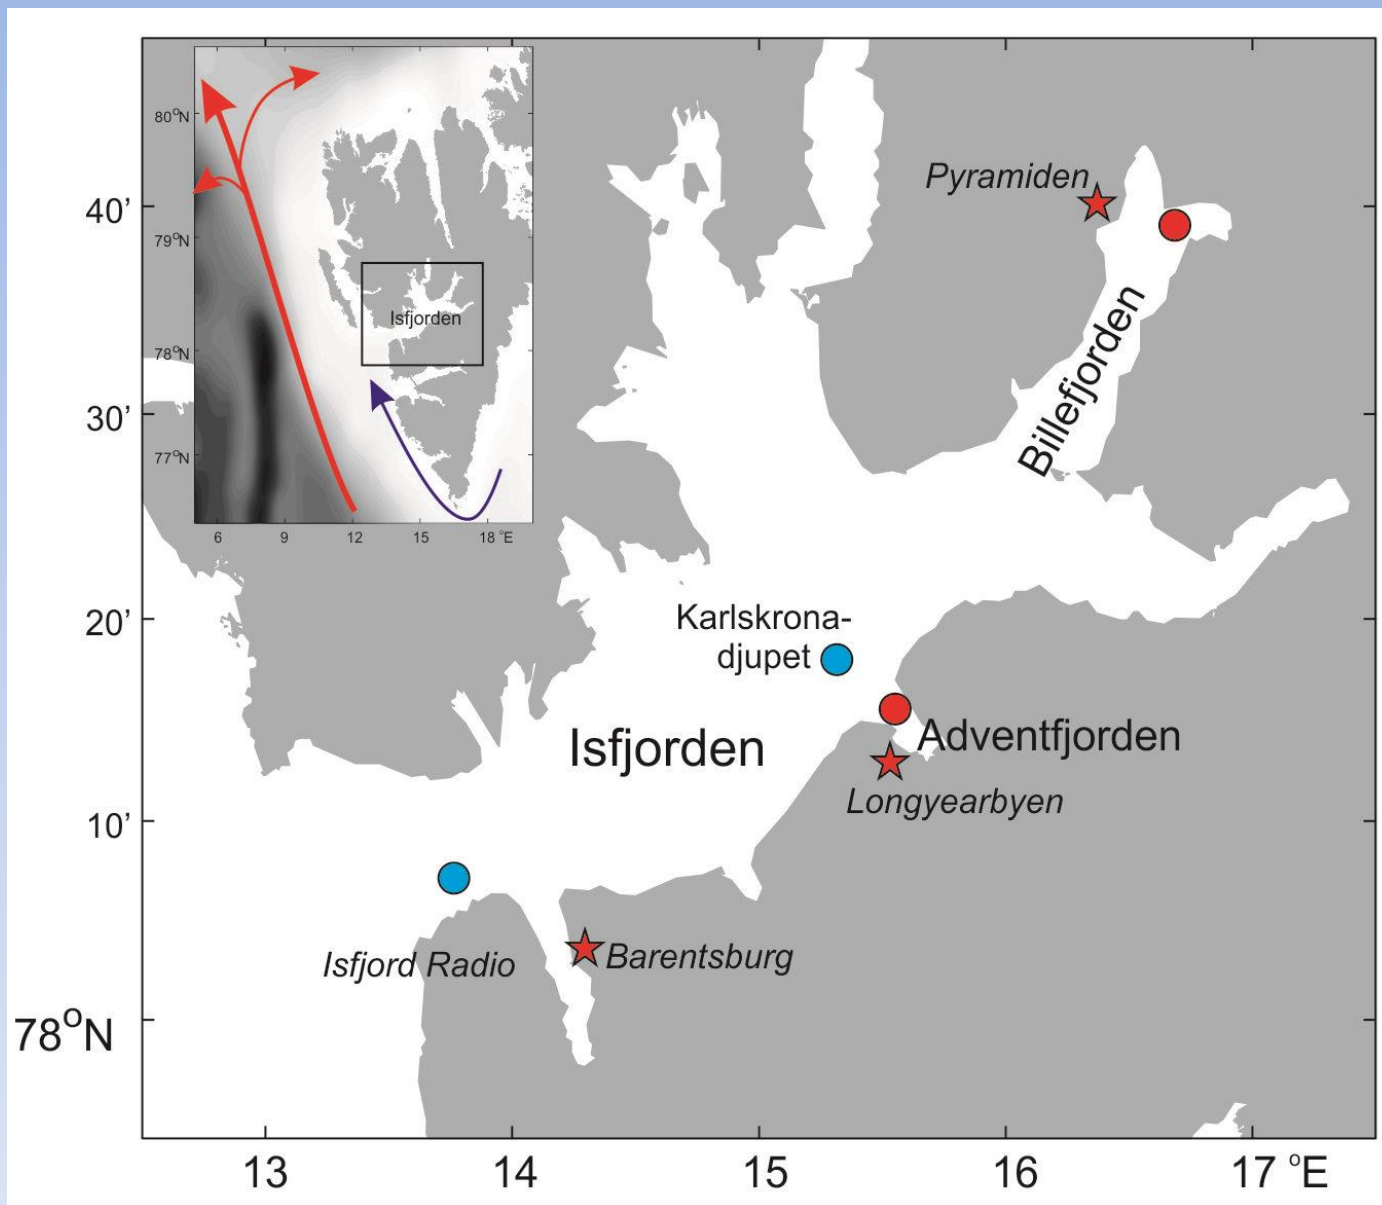 80°N
79°N
78°N
77°N
6
9
12
15
18 °E
Isfjorden
Pyramiden
Billefjorden
Karlskrona-
djupet
Isfjorden
Adventfjorden
Longyearbyen
Isfjord Radio
Barentsburg
40'
30'
20'
10'
78°N
13
14
15
16
17 °E